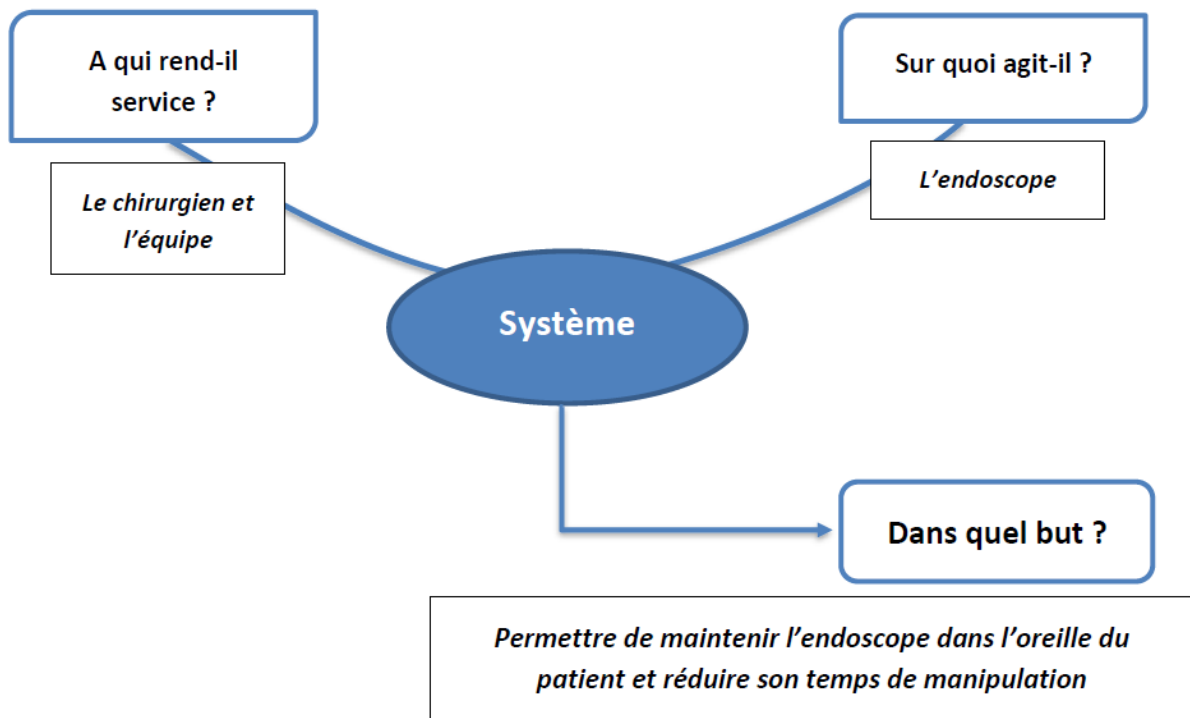 A qui rend-il
service ?
Le chirurgien et
l’équipe
Sur quoi agit-il ?
L’endoscope
Système
Dans quel but ?
Permettre de maintenir l’endoscope dans l’oreille du
patient et réduire son temps de manipulation